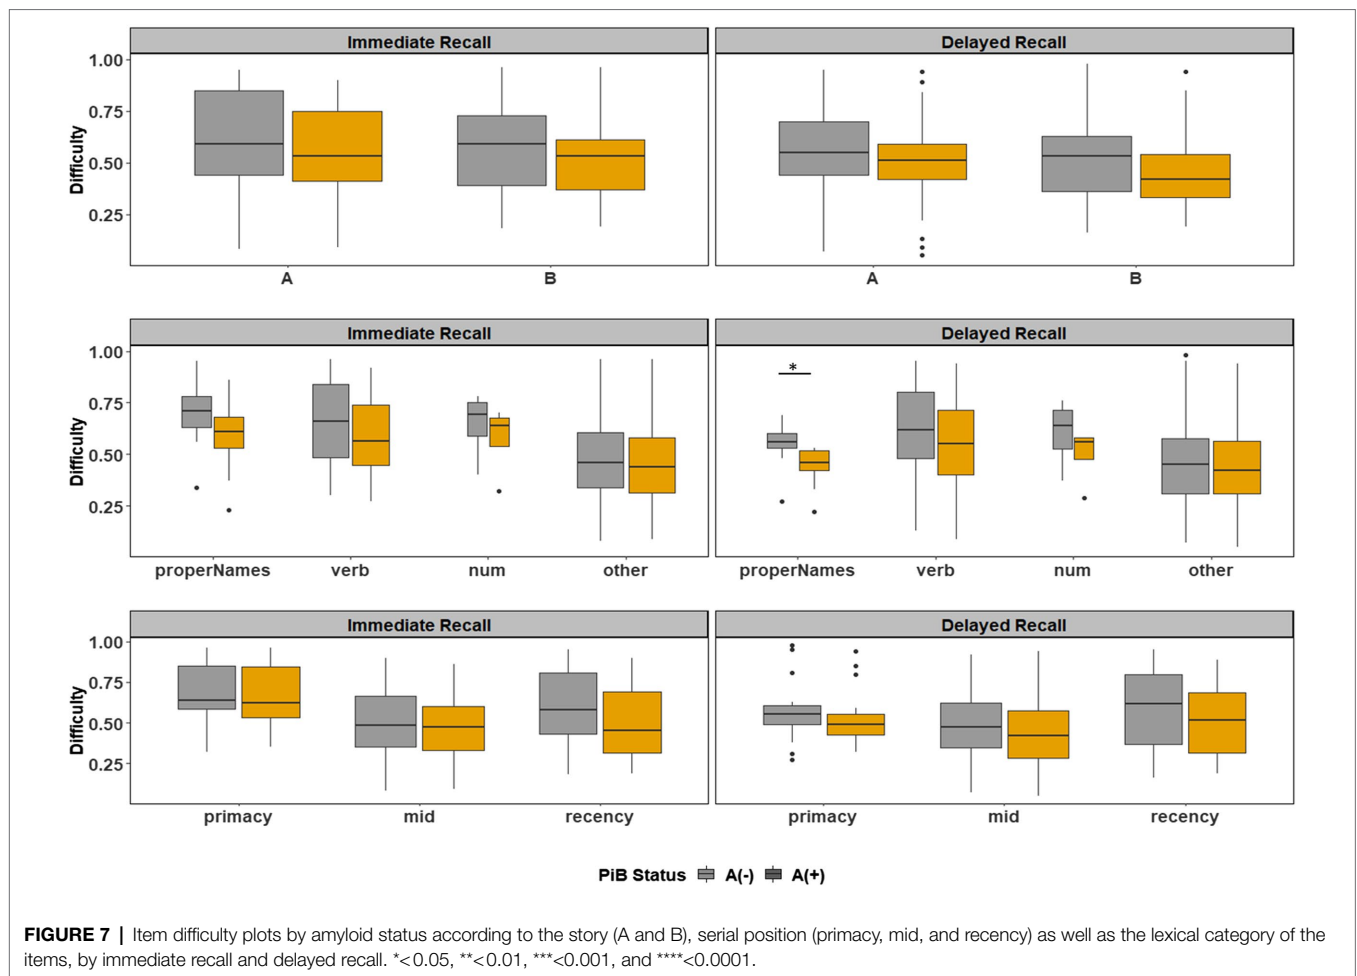 Immediate Recall Delayed Recall
Difficulty
1.00
0.75
0.50
0.25
A B A B
Immediate Recall Delayed Recall
Difficulty
1.00
0.75
0.50
0.25
*
properNames verb num other properNames verb num other
Immediate Recall Delayed Recall
Difficulty
1.00
0.75
0.50
0.25
primacy mid recency primacy mid recency
PiB Status A(-) A(+)
FIGURE 7 | Item difficulty plots by amyloid status according to the story (A and B), serial position (primacy, mid, and recency) as well as the lexical category of the
items, by immediate recall and delayed recall. *<0.05, **<0.01, ***<0.001, and ****<0.0001.